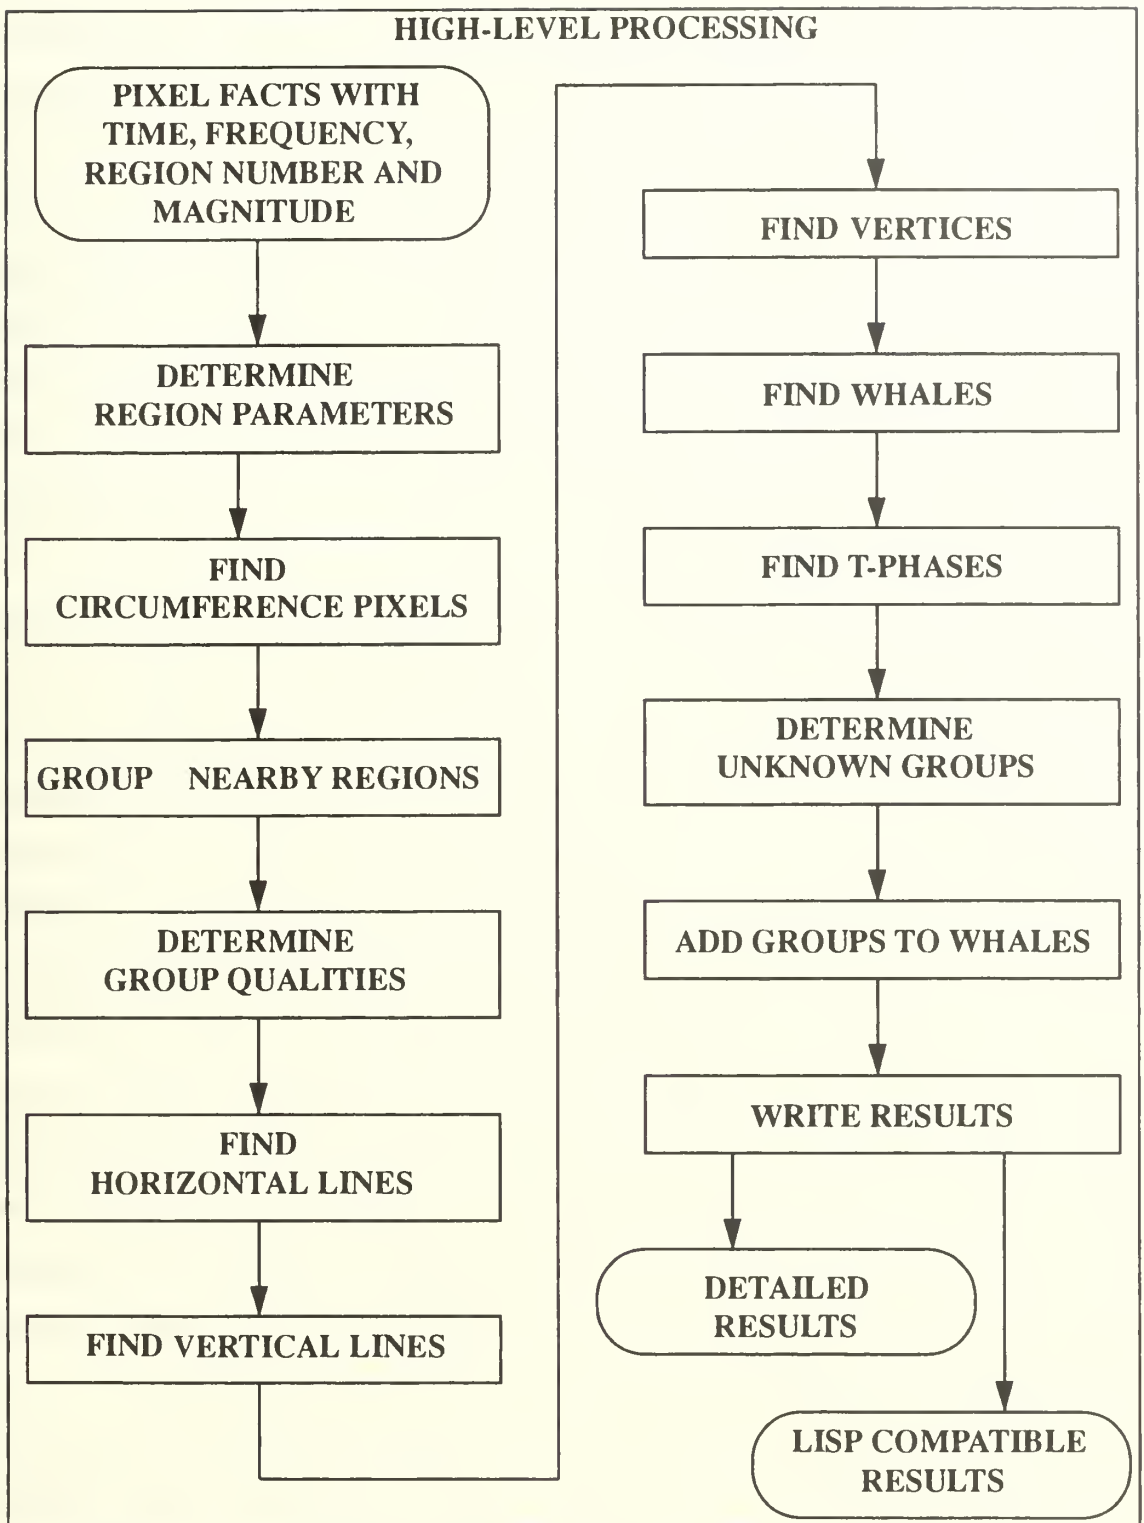 HIGH-LEVEL PROCESSING
PIXEL FACTS WITH
TIME, FREQUENCY,
REGION NUMBER AND
MAGNITUDE
DETERMINE
REGION PARAMETERS
FIND
CIRCUMFERENCE PIXELS
GROUP NEARBY REGIONS
DETERMINE
GROUP QUALITIES
FIND
HORIZONTAL LINES
FIND VERTICAL LINES
FIND VERTICES
FIND WHALES
FIND T-PHASES
DETERMINE
UNKNOWN GROUPS
ADD GROUPS TO WHALES
WRITE RESULTS
DETAILED
RESULTS
LISP COMPATIBLE
RESULTS